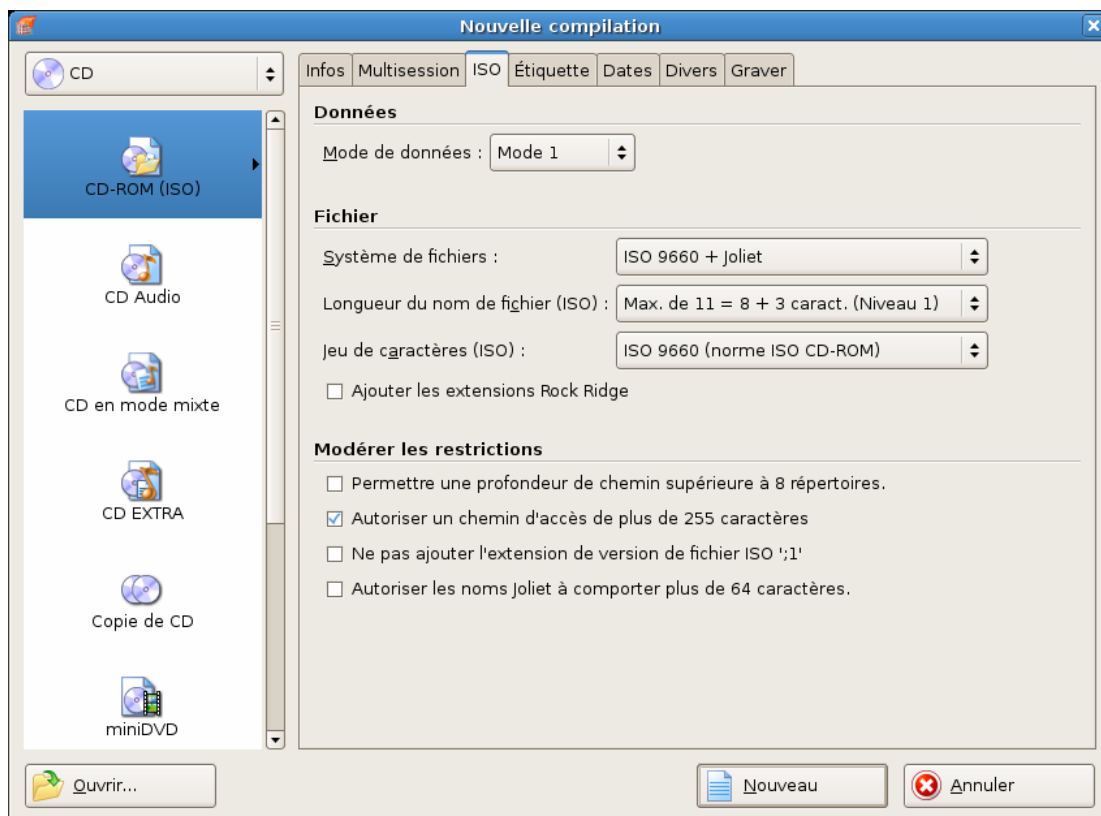 Nouvelle compilation
CD
Infos Multisession ISO Étiquette Dates Divers Graver
CD-ROM (ISO)
CD Audio
CD en mode mixte
CD EXTRA
Copie de CD
miniDVD
Données
Mode de données : Mode 1
Fichier
Système de fichiers : ISO 9660 + Joliet
Longueur du nom de fichier (ISO) : Max. de 11 = 8 + 3 caract. (Niveau 1)
Jeu de caractères (ISO) : ISO 9660 (norme ISO CD-ROM)
Ajouter les extensions Rock Ridge
Modérer les restrictions
Permettre une profondeur de chemin supérieure à 8 répertoires.
Autoriser un chemin d'accès de plus de 255 caractères
Ne pas ajouter l'extension de version de fichier ISO ';1'
Autoriser les noms Joliet à comporter plus de 64 caractères.
Ouvrir... Nouveau Annuler